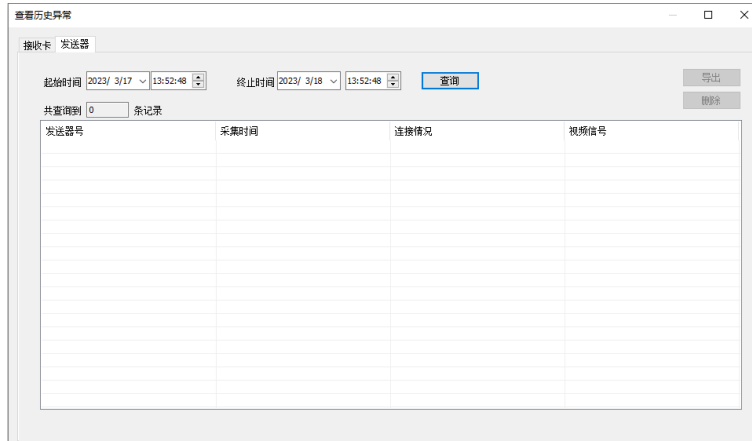 查看历史异常
接收卡 发送器
起始时间 2023/ 3/17 13:52:48 终止时间 2023/ 3/18 13:52:48 查询 导出
删除
共查询到 0 条记录
发送器号 采集时间 连接情况 视频信号